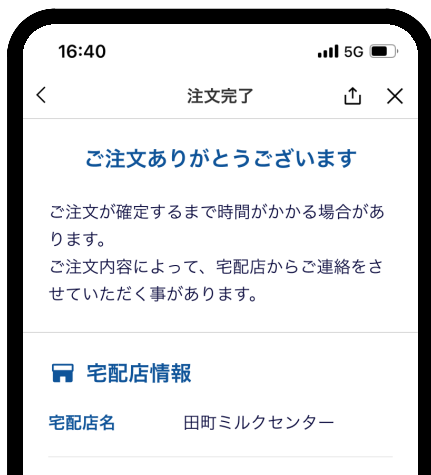 16:40 5G
注文完了
ご注文ありがとうございます
ご注文が確定するまで時間がかかる場合があ
ります。
ご注文内容によって、宅配店からご連絡をさ
せていただく事があります。
宅配店情報
宅配店名 田町ミルクセンター